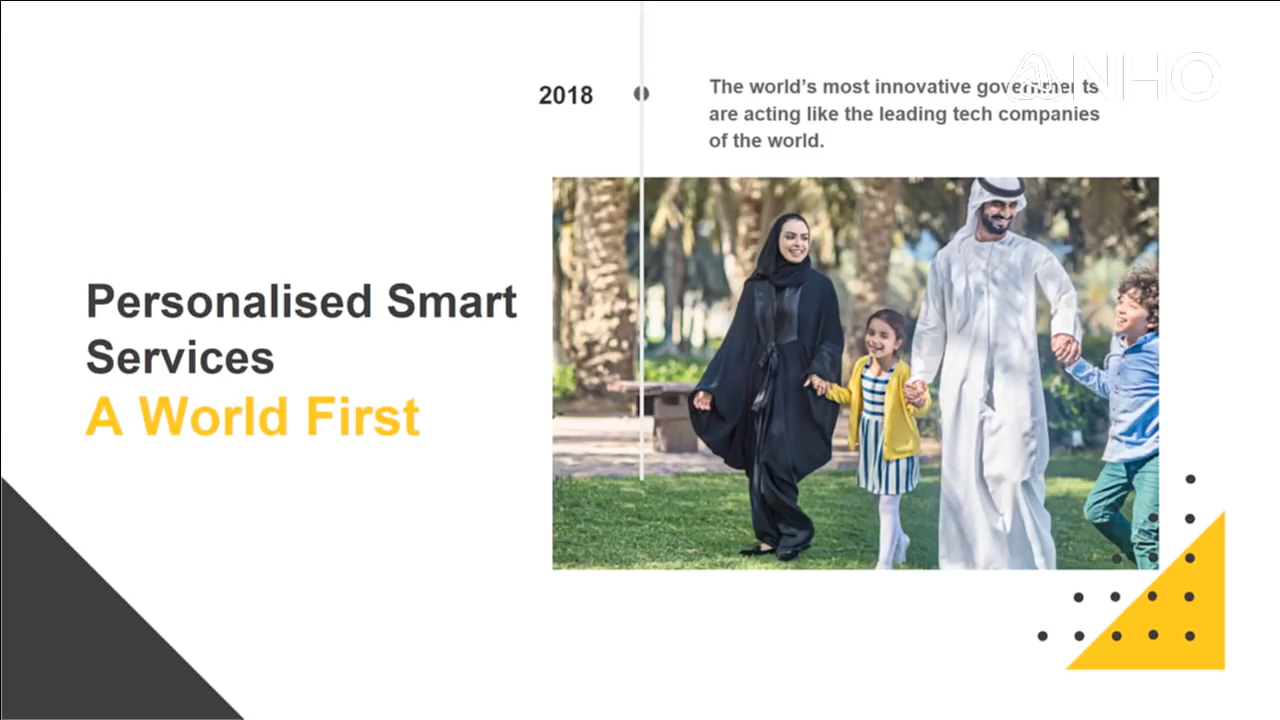 NHO
2018
The world's most innovative governments
are acting like the leading tech companies
of the world.
Personalised Smart
Services
A World First